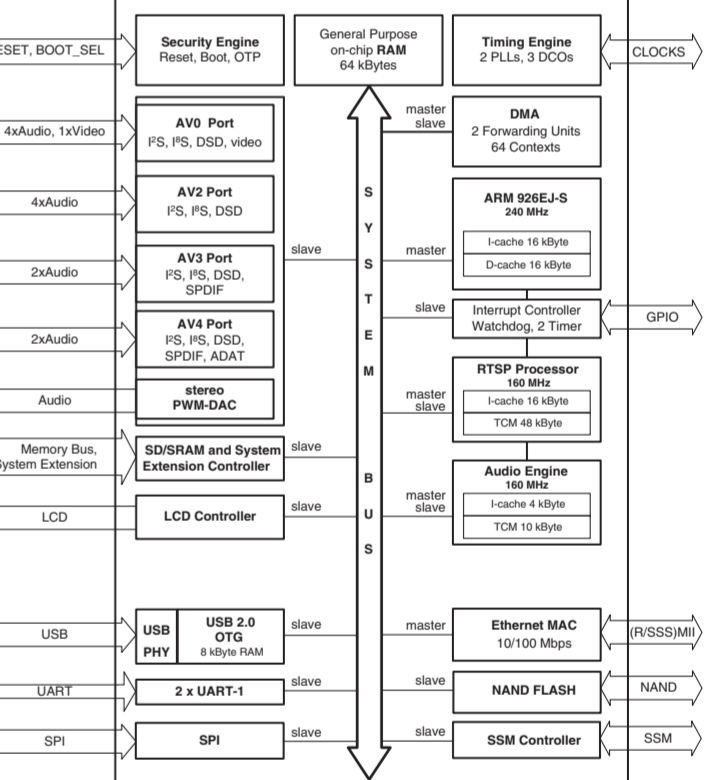 ESET, BOOT_SEL
Security Engine
Reset, Boot, OTP
General Purpose
on-chip RAM
64 kBytes
Timing Engine
2 PLLs, 3 DCOs
CLOCKS
4xAudio, 1xVideo
AV0 Port
I²S, I⁸S, DSD, video
master
slave
DMA
2 Forwarding Units
64 Contexts
4xAudio
AV2 Port
I²S, I⁸S, DSD
SYSTEM BUS
ARM 926EJ-S
240 MHz
I-cache 16 kByte
D-cache 16 kByte
slave
master
2xAudio
AV3 Port
I²S, I⁸S, DSD,
SPDIF
slave
Interrupt Controller
Watchdog, 2 Timer
GPIO
2xAudio
AV4 Port
I²S, I⁸S, DSD,
SPDIF, ADAT
Audio
stereo
PWM-DAC
master
slave
RTSP Processor
160 MHz
I-cache 16 kByte
TCM 48 kByte
Memory Bus,
System Extension
SD/SRAM and System
Extension Controller
slave
LCD
LCD Controller
slave
master
slave
Audio Engine
160 MHz
I-cache 4 kByte
TCM 10 kByte
USB
USB
PHY
USB 2.0
OTG
8 kByte RAM
slave
master
Ethernet MAC
10/100 Mbps
(R/SSS)MII
UART
2 x UART-1
slave
slave
NAND FLASH
NAND
SPI
SPI
slave
slave
SSM Controller
SSM